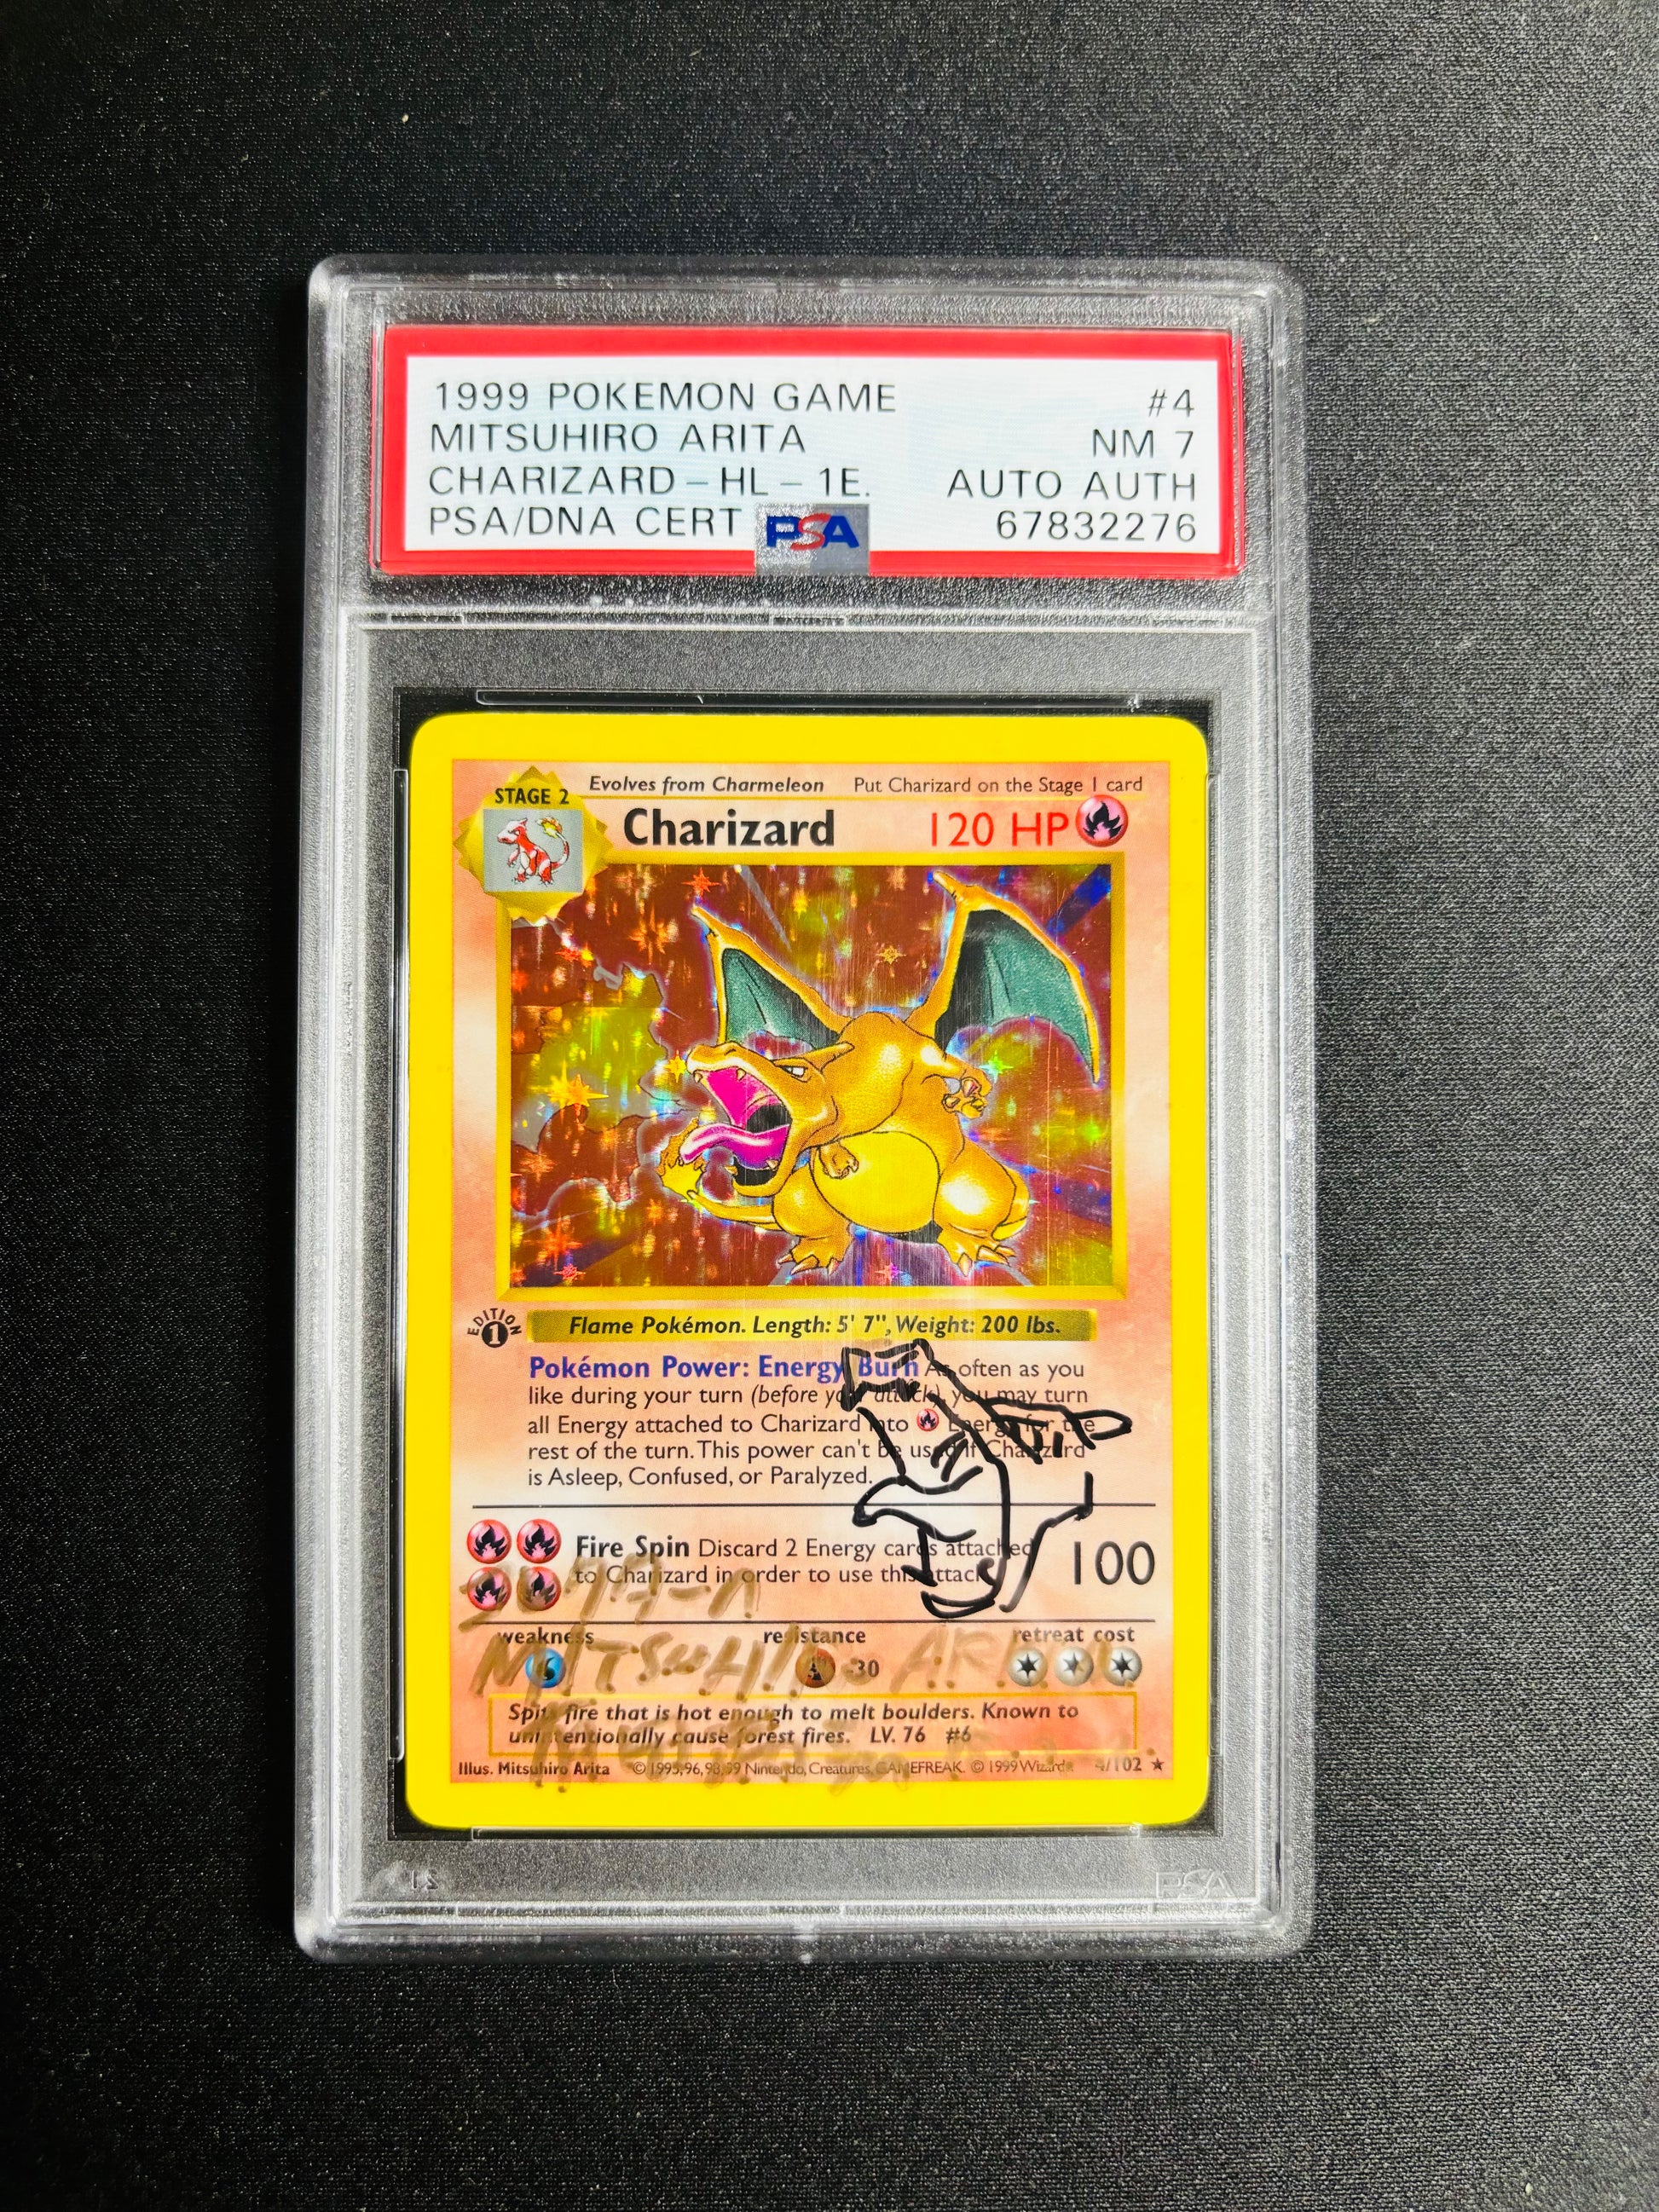 1999 POKEMON GAME #4
MITSUHIRO ARITA NM 7
CHARIZARD-HL-1E. AUTO AUTH
PSA/DNA CERT PSA 67832276
Evolves from Charmeleon Put Charizard on the Stage 1 card
STAGE 2
Charizard 120 HP
EDITION 1
Flame Pokémon. Length: 5' 7", Weight: 200 lbs.
Pokémon Power: Energy Burn As often as you
like during your turn (before your attack), you may turn
all Energy attached to Charizard into Energy for the
rest of the turn. This power can't be used if Charizard
is Asleep, Confused, or Paralyzed.
Fire Spin Discard 2 Energy cards attached
to Charizard in order to use this attack. 100
weakness resistance retreat cost
-30
MITSUHIRO ARITA
Spits fire that is hot enough to melt boulders. Known to
unintentionally cause forest fires. LV. 76 #6
Illus. Mitsuhiro Arita © 1995, 96, 98, 99 Nintendo, Creatures, GAMEFREAK. © 1999 Wizards. 4/102 ★
PSA